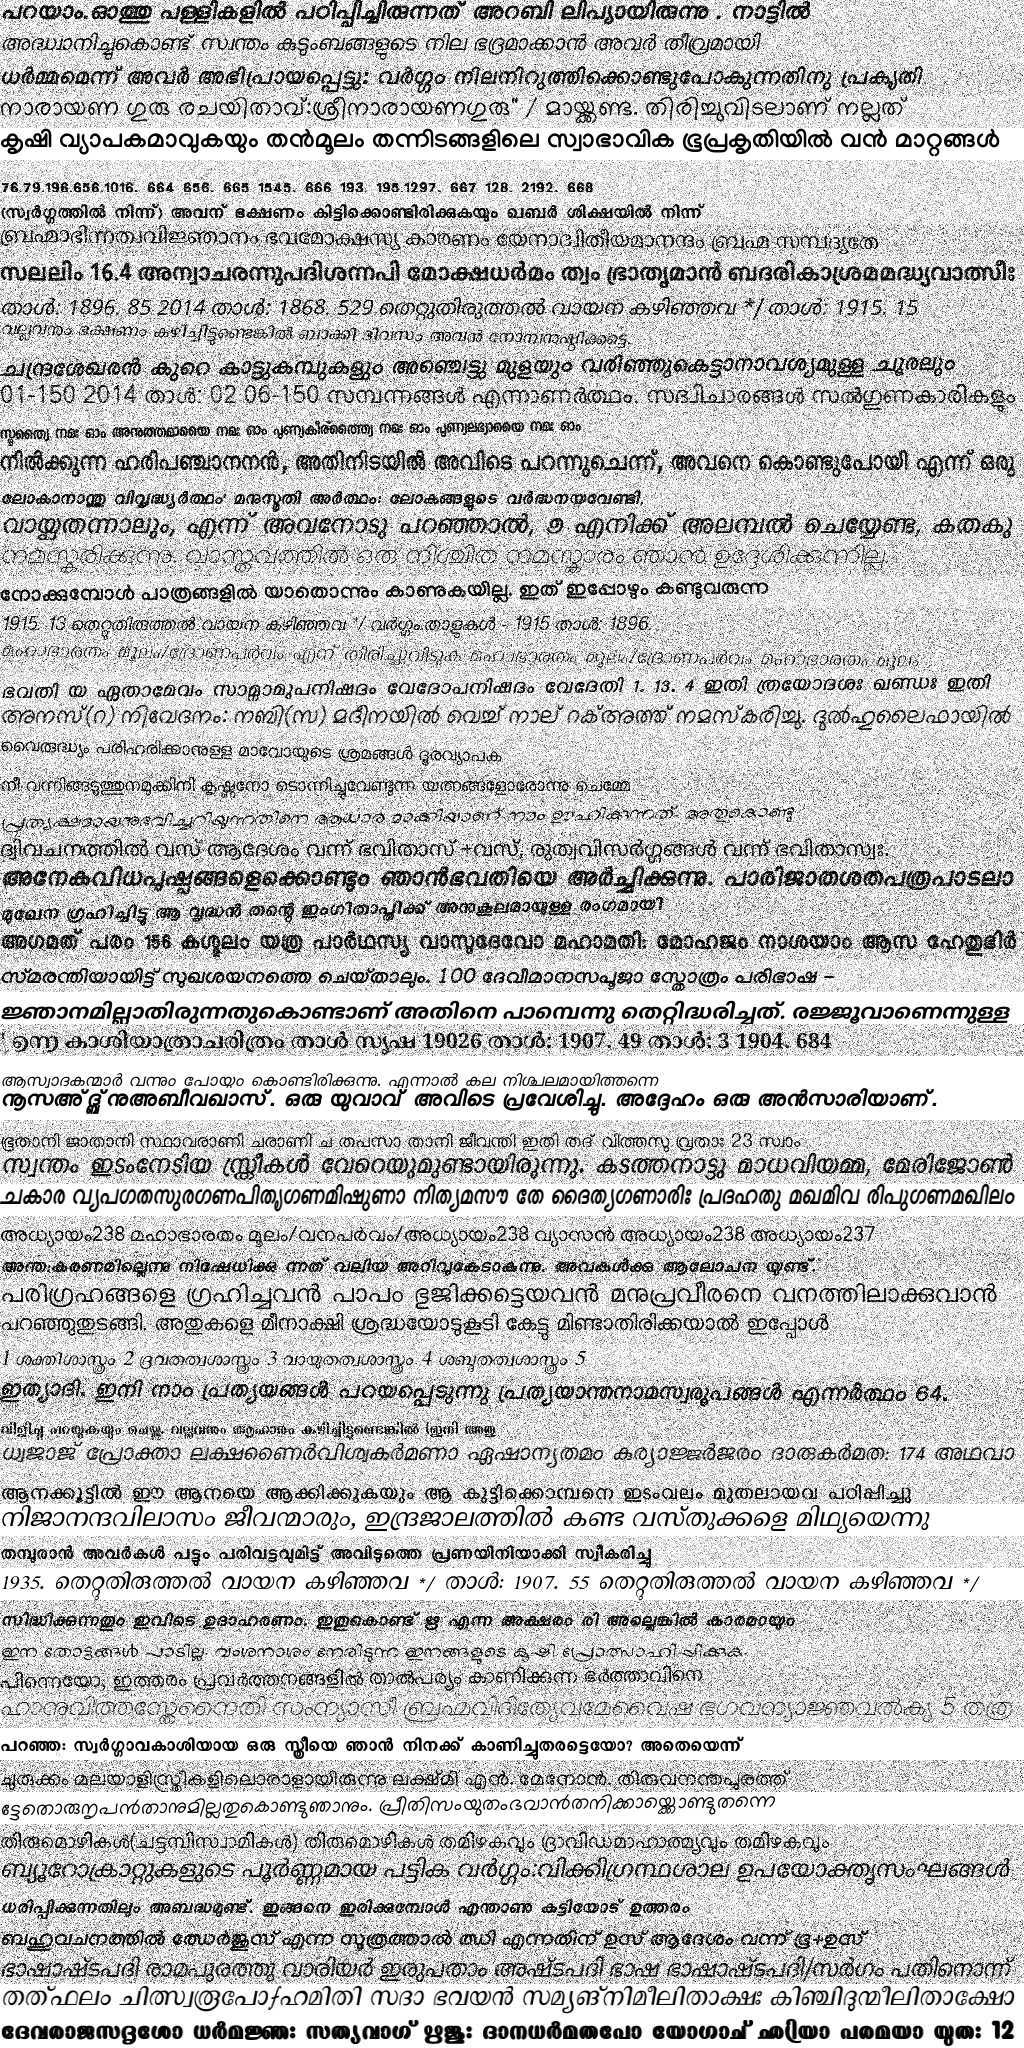 പറയാം.ഓത്തു പള്ളികളിൽ പഠിപ്പിച്ചിരുന്നത് അറബി ലിപ്യായിരുന്നു . നാട്ടിൽ
അദ്ധ്വാനിച്ചുകൊണ്ട് സ്വന്തം കുടുംബങ്ങളുടെ നില ഭദ്രമാക്കാൻ അവർ തീവ്രമായി
ധർമ്മമെന്ന് അവർ അഭിപ്രായപ്പെട്ടു: വർഗ്ഗം നിലനിറുത്തിക്കൊണ്ടുപോകുന്നതിനു പ്രകൃതി
നാരായണ ഗുരു രചയിതാവ്:ശ്രീനാരായണഗുരു" / മായ്ക്കണ്ട. തിരിച്ചുവിടലാണ് നല്ലത്
കൃഷി വ്യാപകമാവുകയും തൻമൂലം തന്നിടങ്ങളിലെ സ്വാഭാവിക ഭൂപ്രകൃതിയിൽ വൻ മാറ്റങ്ങൾ
76.79.196.656.1016. 664 656. 665 1545. 666 193. 195.1297. 667 128. 2192. 668
(സ്വർഗ്ഗത്തിൽ നിന്ന്) അവന് ഭക്ഷണം കിട്ടിക്കൊണ്ടിരിക്കുകയും ഖബർ ശിക്ഷയിൽ നിന്ന്
ബ്രഹ്മാഭിന്നത്വവിജ്ഞാനം ഭവമോക്ഷസ്യ കാരണം യേനാദ്വിതീയമാനന്ദം ബ്രഹ്മ സമ്പദ്യതേ
സലലിം 16.4 അന്വാചരന്നുപദിശന്നപി മോക്ഷധർമം ത്വം ഭ്രാതൃമാൻ ബദരികാശ്രമമദ്ധ്യവാത്സീഃ
താൾ: 1896. 85 2014 താൾ: 1868. 529 തെറ്റുതിരുത്തൽ വായന കഴിഞ്ഞവ */ താൾ: 1915. 15
വല്ലവനും ഭക്ഷണം കഴിച്ചിട്ടുണ്ടെങ്കിൽ ബാക്കി ദിവസം അവൻ നോമ്പനുഷ്ഠിക്കട്ടെ.
ചന്ദ്രശേഖരൻ കുറെ കാട്ടുകമ്പുകളും അഞ്ചെട്ടു മുളയും വരിഞ്ഞുകെട്ടാനാവശ്യമുള്ള ചൂരലും
01-150 2014 താൾ: 02 06-150 സമ്പന്നങ്ങൾ എന്നാണർത്ഥം. സദ്വിചാരങ്ങൾ സൽഗുണകാരികളും
സ്മൃത്യൈ നമഃ ഓം അനുത്തമായൈ നമഃ ഓം പുണ്യകീർത്ത്യൈ നമഃ ഓം പുണ്യലഭ്യായൈ നമഃ ഓം
നിൽക്കുന്ന ഹരിപഞ്ചാനനൻ, അതിനിടയിൽ അവിടെ പറന്നുചെന്ന്, അവനെ കൊണ്ടുപോയി എന്ന് ഒരു
ലോകാനാന്തു വിവൃദ്ധ്യർത്ഥം' മനുസ്മൃതി അർത്ഥം: ലോകങ്ങളുടെ വർദ്ധനയവേണ്ടി,
വായ്പതന്നാലും, എന്ന് അവനോടു പറഞ്ഞാൽ, ൭ എനിക്ക് അലമ്പൽ ചെയ്യേണ്ട, കതകു
നമസ്കരിക്കുന്നു. വാസ്തവത്തിൽ ഒരു നിശ്ചിത നമസ്കാരം ഞാൻ ഉദ്ദേശിക്കുന്നില്ല.
നോക്കുമ്പോൾ പാത്രങ്ങളിൽ യാതൊന്നും കാണുകയില്ല. ഇത് ഇപ്പോഴും കണ്ടുവരുന്ന
1915. 13 തെറ്റുതിരുത്തൽ വായന കഴിഞ്ഞവ */ വർഗ്ഗം:താളുകൾ - 1915 താൾ: 1896.
മഹാഭാരതം മൂലം/ദ്രോണപർവം എന്ന് തിരിച്ചുവിടുക മഹാഭാരതം മൂലം/ദ്രോണപർവം മഹാഭാരതം മൂലം
ഭവതി യ ഏതാമേവം സാമ്നാമുപനിഷദം വേദോപനിഷദം വേദേതി 1. 13. 4 ഇതി ത്രയോദശഃ ഖണ്ഡഃ ഇതി
അനസ്(റ) നിവേദനം: നബി(സ) മദീനയിൽ വെച്ച് നാല് റക്അത്ത് നമസ്കരിച്ചു. ദുൽഹുലൈഫായിൽ
വൈരുദ്ധ്യം പരിഹരിക്കാനുള്ള മാവോയുടെ ശ്രമങ്ങൾ ദൂരവ്യാപക
നീ വന്നിങ്ങടുത്തുനമുക്കിനി കൃഷ്ണനോ ടൊന്നിച്ചുവേണ്ടുന്ന യത്നങ്ങളോരോന്നു ചെമ്മേ
പ്രത്യക്ഷമായനുഭവിച്ചറിയുന്നതിനെ ആധാര മാക്കിയാണ് നാം ഊഹിക്കുന്നത്. അതുകൊണ്ടു
ദ്വിവചനത്തിൽ വസ് ആദേശം വന്ന് ഭവിതാസ് +വസ്, രുത്വവിസർഗ്ഗങ്ങൾ വന്ന് ഭവിതാസ്വഃ.
അനേകവിധപുഷ്പങ്ങളെക്കൊണ്ടും ഞാൻഭവതിയെ അർച്ചിക്കുന്നു. പാരിജാതശതപത്രപാടലാ
മുഖേന ഗ്രഹിച്ചിട്ടു ആ വൃദ്ധൻ തന്റെ ഇംഗിതാപ്തിക്ക് അനുകൂലമായുള്ള രംഗമായി
അഗമത് പരം 156 കശ്മലം യത്ര പാർഥസ്യ വാസുദേവോ മഹാമതി: മോഹജം നാശയാം ആസ ഹേതുഭിർ
സ്മരന്തിയായിട്ട് സുഖശയനത്തെ ചെയ്താലും. 100 ദേവീമാനസപൂജാ സ്തോത്രം പരിഭാഷ –
ജ്ഞാനമില്ലാതിരുന്നതുകൊണ്ടാണ് അതിനെ പാമ്പെന്നു തെറ്റിദ്ധരിച്ചത്. രജ്ജൂവാണെന്നുള്ള
' ഒന്ന് കാശിയാത്രാചരിത്രം താൾ സൃഷ 19026 താൾ: 1907. 49 താൾ: 3 1904. 684
ആസ്വാദകന്മാർ വന്നും പോയും കൊണ്ടിരിക്കുന്നു. എന്നാൽ കല നിശ്ചലമായിത്തന്നെ
നൂസഅ് ന്നുഅബീവഖാസ്. ഒരു യുവാവ് അവിടെ പ്രവേശിച്ചു. അദ്ദേഹം ഒരു അൻസാരിയാണ്.
ഭൂതാനി ജാതാനി സ്ഥാവരാണി ചരാണി ച തപസാ താനി ജീവന്തി ഇതി തദ് വിത്തസു വ്രതാഃ 23 സ്വാം
സ്വന്തം ഇടംനേടിയ സ്ത്രീകൾ വേറെയുമുണ്ടായിരുന്നു. കടത്തനാട്ടു മാധവിയമ്മ, മേരിജോൺ
ചകാര വ്യപഗതസുരഗണപിതൃഗണമിഷുണാ നിത്യമസൗ തേ ദൈത്യഗണാരിഃ പ്രദഹതു മഖമിവ രിപുഗണമഖിലം
അധ്യായം238 മഹാഭാരതം മൂലം/വനപർവം/അധ്യായം238 വ്യാസൻ അധ്യായം238 അധ്യായം237
അന്ത:കരണമില്ലെന്നു നിഷേധിക്കു ന്നത് വലിയ അറിവുകേടാകുന്നു. അവകൾക്കു ആലോചന യുണ്ട്.
പരിഗ്രഹങ്ങളെ ഗ്രഹിച്ചവൻ പാപം ഭുജിക്കട്ടെയവൻ മനുപ്രവീരനെ വനത്തിലാക്കുവാൻ
പറഞ്ഞുതുടങ്ങി. അതുകളെ മീനാക്ഷി ശ്രദ്ധയോടുകൂടി കേട്ടു മിണ്ടാതിരിക്കയാൽ ഇപ്പോൾ
1 ശക്തിശാസ്ത്രം 2 ദ്രവതത്വശാസ്ത്രം 3 വായുതത്വശാസ്ത്രം 4 ശബ്ദതത്വശാസ്ത്രം 5
ഇത്യാദി. ഇനി നാം പ്രത്യയങ്ങൾ പറയപ്പെടുന്നു പ്രത്യയാന്തനാമസ്വരൂപങ്ങൾ എന്നർത്ഥം 64.
വിളിച്ചു പറയുകയും ചെയ്തു. വല്ലവനും ആഹാരം കഴിച്ചിട്ടുണ്ടെങ്കിൽ (ഇനി അതു
ധ്വജാജ് പ്രോക്താ ലക്ഷണൈർവിശ്വകർമണാ ഏഷാന്യതമം കുര്യാജ്ജർജരം ദാരുകർമത: 174 അഥവാ
ആനക്കൂട്ടിൽ ഈ ആനയെ ആക്കിക്കുകയും ആ കുട്ടിക്കൊമ്പനെ ഇടംവലം മുതലായവ പഠിപ്പിച്ചു
നിജാനന്ദവിലാസം ജീവന്മാരും, ഇന്ദ്രജാലത്തിൽ കണ്ട വസ്തുക്കളെ മിഥ്യയെന്നു
തമ്പുരാൻ അവർകൾ പട്ടും പരിവട്ടവുമിട്ട് അവിടുത്തെ പ്രണയിനിയാക്കി സ്വീകരിച്ചു
1935. തെറ്റുതിരുത്തൽ വായന കഴിഞ്ഞവ */ താൾ: 1907. 55 തെറ്റുതിരുത്തൽ വായന കഴിഞ്ഞവ */
സിദ്ധിക്കുന്നതും ഇവിടെ ഉദാഹരണം. ഇതുകൊണ്ട് ഋ എന്ന അക്ഷരം രി അല്ലെങ്കിൽ കാരമായും
ഇന തോട്ടങ്ങൾ പാടില്ല. വംശനാശം നേരിടുന്ന ഇനങ്ങളുടെ കൃഷി പ്രോത്സാഹിപ്പിക്കുക.
പിന്നെയോ, ഇത്തരം പ്രവർത്തനങ്ങളിൽ താൽപര്യം കാണിക്കുന്ന ഭർത്താവിനെ
ഹാനുവിത്തസ്തേനൈതി സംന്യാസീ ബ്രഹ്മവിദിത്യേവമേവൈഷ ഭഗവന്യാജ്ഞവൽക്യ 5 തത്ര
പറഞ്ഞ: സ്വർഗ്ഗാവകാശിയായ ഒരു സ്ത്രീയെ ഞാൻ നിനക്ക് കാണിച്ചുതരട്ടെയോ? അതെയെന്ന്
ചുരുക്കം മലയാളിസ്ത്രീകളിലൊരാളായിരുന്നു ലക്ഷ്മി എൻ. മേനോൻ. തിരുവനന്തപുരത്ത്
ട്ടേതൊരുനൃപൻതാനുമില്ലതുകൊണ്ടുഞാനും. പ്രീതിസംയുതംദവാൻതനിക്കായ്ക്കൊണ്ടുതന്നെ
തിരുമൊഴികൾ(ചട്ടമ്പിസ്വാമികൾ) തിരുമൊഴികൾ തമിഴകവും ദ്രാവിഡമാഹാത്മ്യവും തമിഴകവും
ബ്യൂറോക്രാറ്റുകളുടെ പൂർണ്ണമായ പട്ടിക വർഗ്ഗം:വിക്കിഗ്രന്ഥശാല ഉപയോക്തൃസംഘങ്ങൾ
ധരിപ്പിക്കുന്നതിലും അബദ്ധമുണ്ട്. ഇങ്ങനെ ഇരിക്കുമ്പോൾ എന്താണു കുട്ടിയോട് ഉത്തരം
ബഹുവചനത്തിൽ ഝേർജുസ് എന്ന സൂത്രത്താൽ ഝി എന്നതിന് ഉസ് ആദേശം വന്ന് ഭൂ+ഉസ്
ഭാഷാഷ്ടപദി രാമപുരത്തു വാരിയർ ഇരുപതാം അഷ്ടപദി ഭാഷ ഭാഷാഷ്ടപദി/സർഗം പതിനൊന്ന്
തത്ഫലം ചിത്സ്വരൂപോƒഹമിതി സദാ ഭവയൻ സമ്യങ്നിമീലിതാക്ഷഃ കിഞ്ചിദുന്മീലിതാക്ഷോ
ദേവരാജസദൃശോ ധർമജ്ഞ: സത്യവാഗ് ഋജു: ദാനധർമതപോ യോഗാച് ഛ്രിയാ പരമയാ യുത: 12